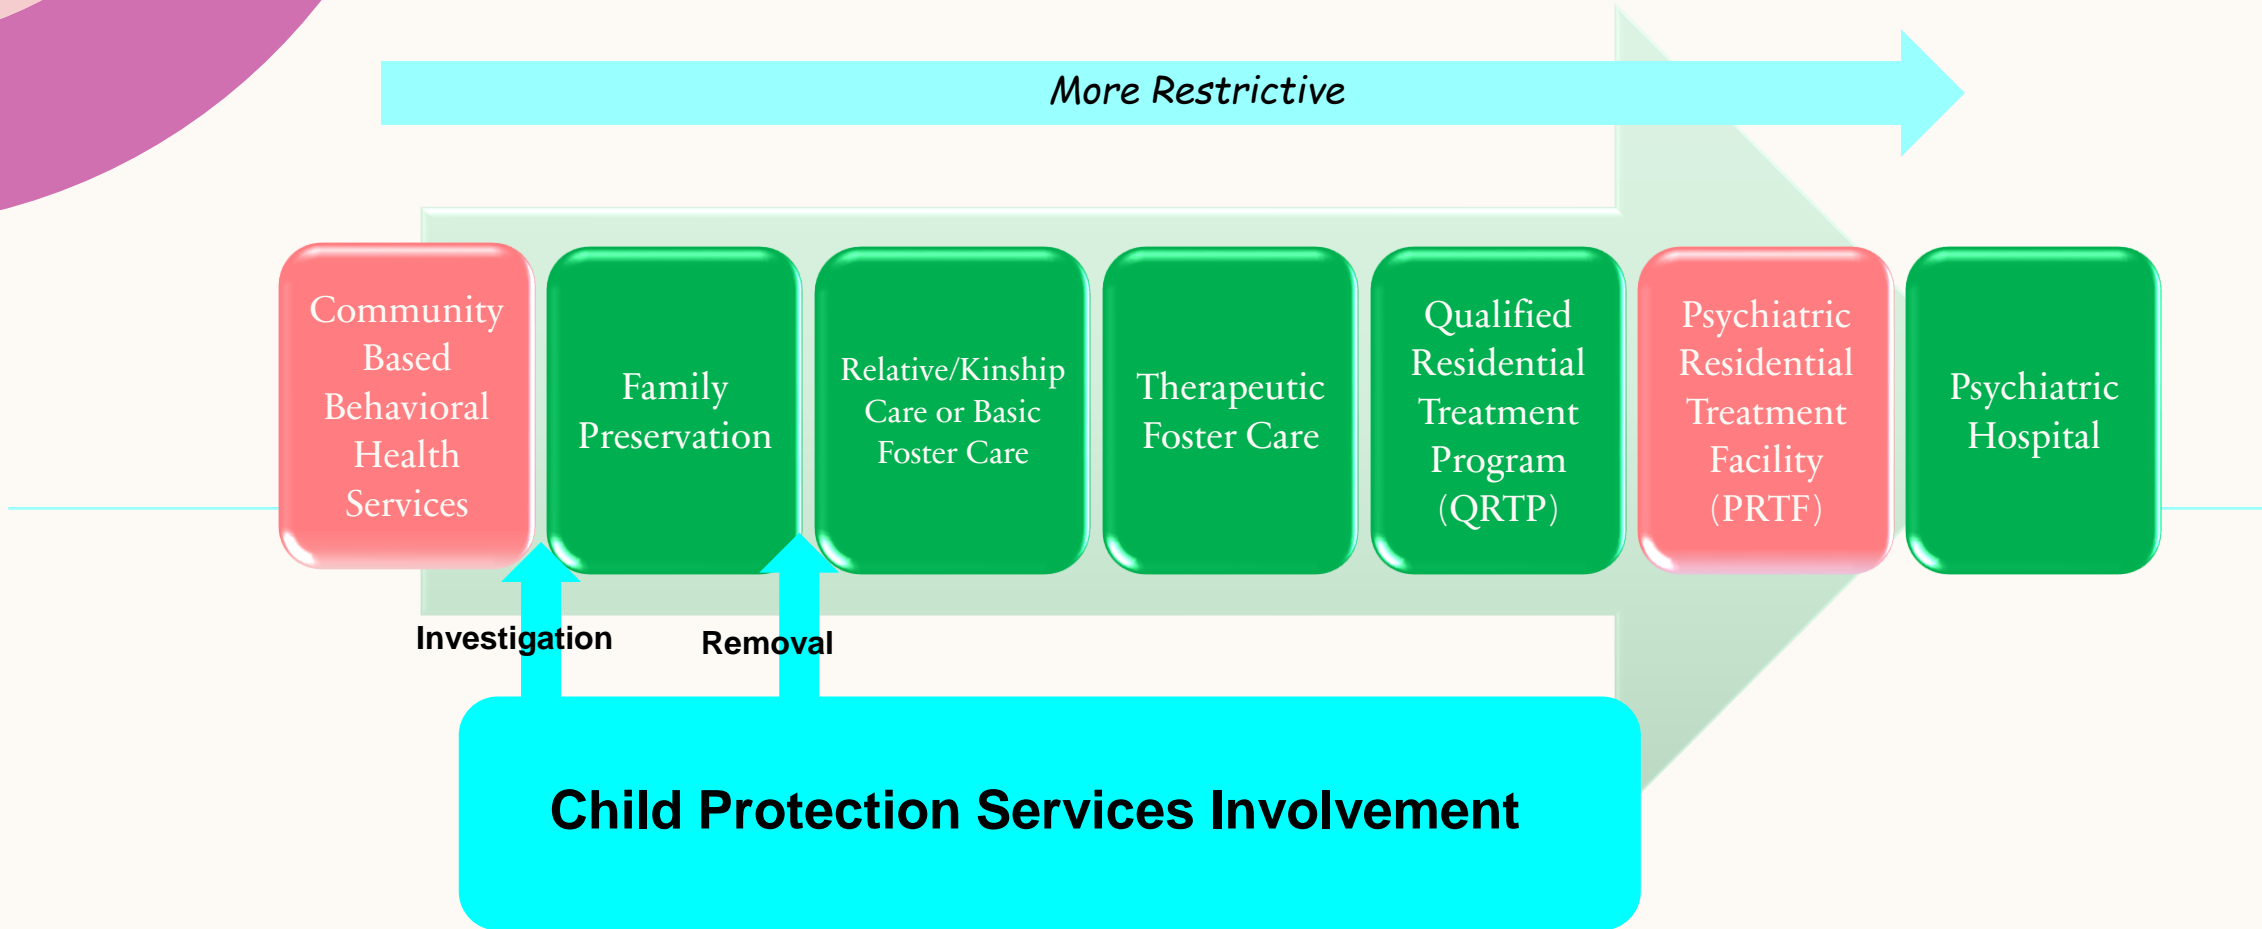 More Restrictive
Community
Based
Behavioral
Health
Services
Family
Preservation
Relative/Kinship
Care or Basic
Foster Care
Therapeutic
Foster Care
Qualified
Residential
Treatment
Program
(QRTP)
Psychiatric
Residential
Treatment
Facility
(PRTF)
Psychiatric
Hospital
Investigation
Removal
Child Protection Services Involvement